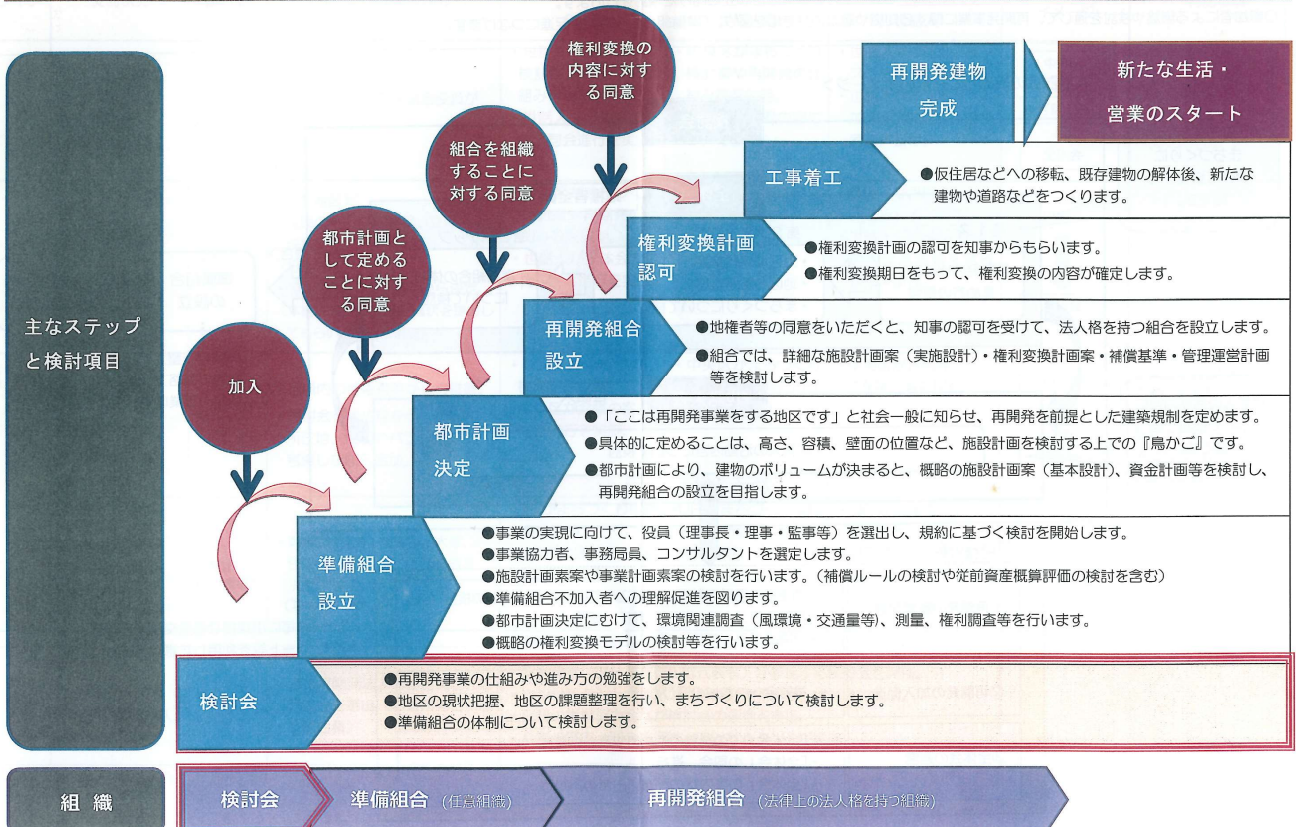 権利変換の
内容に対す
る同意
再開発建物
完成
新たな生活・
営業のスタート
組合を組織
することに
対する同意
工事着工
●仮住居などへの移転、既存建物の解体後、新たな
建物や道路などをつくります。
都市計画と
して定める
ことに対す
る同意
権利変換計画
認可
●権利変換計画の認可を知事からもらいます。
●権利変換期日をもって、権利変換の内容が確定します。
主なステップ
と検討項目
再開発組合
設立
●地権者等の同意をいただくと、知事の認可を受けて、法人格を持つ組合を設立します。
●組合では、詳細な施設計画案（実施設計）・権利変換計画案・補償基準・管理運営計画
等を検討します。
加入
都市計画
決定
●「ここは再開発事業をする地区です」と社会一般に知らせ、再開発を前提とした建築規制を定めます。
●具体的に定めることは、高さ、容積、壁面の位置など、施設計画を検討する上での『鳥かご』です。
●都市計画により、建物のボリュームが決まると、概略の施設計画案（基本設計）、資金計画等を検討し、
再開発組合の設立を目指します。
準備組合
設立
●事業の実現に向けて、役員（理事長・理事・監事等）を選出し、規約に基づく検討を開始します。
●事業協力者、事務局員、コンサルタントを選定します。
●施設計画素案や事業計画素案の検討を行います。（補償ルールの検討や従前資産概算評価の検討を含む）
●準備組合不加入者への理解促進を図ります。
●都市計画決定にむけて、環境関連調査（風環境・交通量等）、測量、権利調査等を行います。
●概略の権利変換モデルの検討等を行います。
検討会
●再開発事業の仕組みや進み方の勉強をします。
●地区の現状把握、地区の課題整理を行い、まちづくりについて検討します。
●準備組合の体制について検討します。
組 織
検討会
準備組合 (任意組織)
再開発組合 (法律上の法人格を持つ組織)